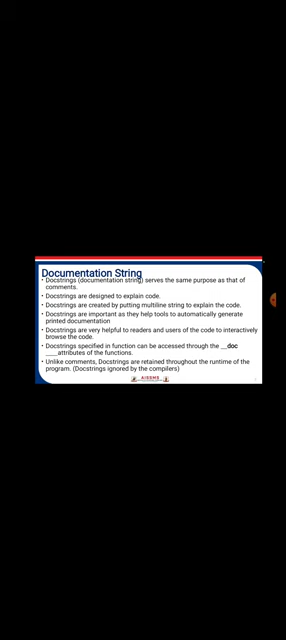 Documentation String
• Docstrings (documentation string) serves the same purpose as that of
comments.
• Docstrings are designed to explain code.
• Docstrings are created by putting multiline string to explain the code.
• Docstrings are important as they help tools to automatically generate
printed documentation
• Docstrings are very helpful to readers and users of the code to interactively
browse the code.
• Docstrings specified in function can be accessed through the __doc
____attributes of the functions.
• Unlike comments, Docstrings are retained throughout the runtime of the
program. (Docstrings ignored by the compilers)
AISSMS